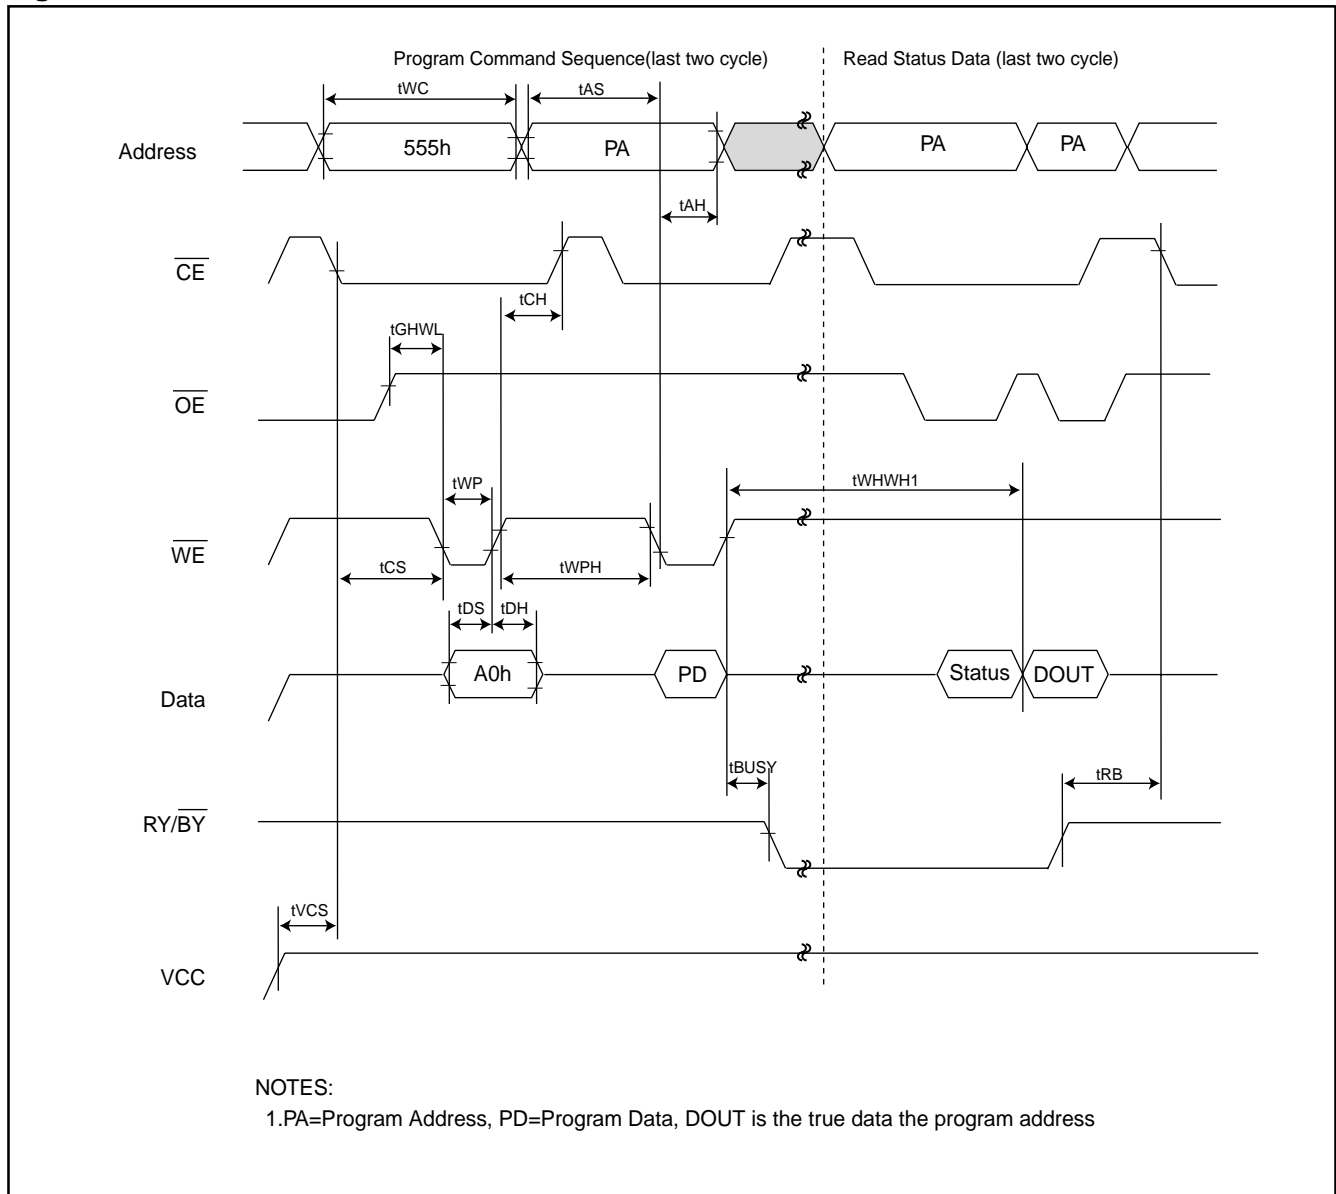 Program Command Sequence(last two cycle)
Read Status Data (last two cycle)
tWC
tAS
Address
555h
PA
PA
PA
tAH
CE
tCH
tGHWL
OE
tWP
tWHWH1
WE
tCS
tWPH
tDS
tDH
Data
A0h
PD
Status
DOUT
tBUSY
tRB
RY/BY
tVCS
VCC
NOTES:
1.PA=Program Address, PD=Program Data, DOUT is the true data the program address